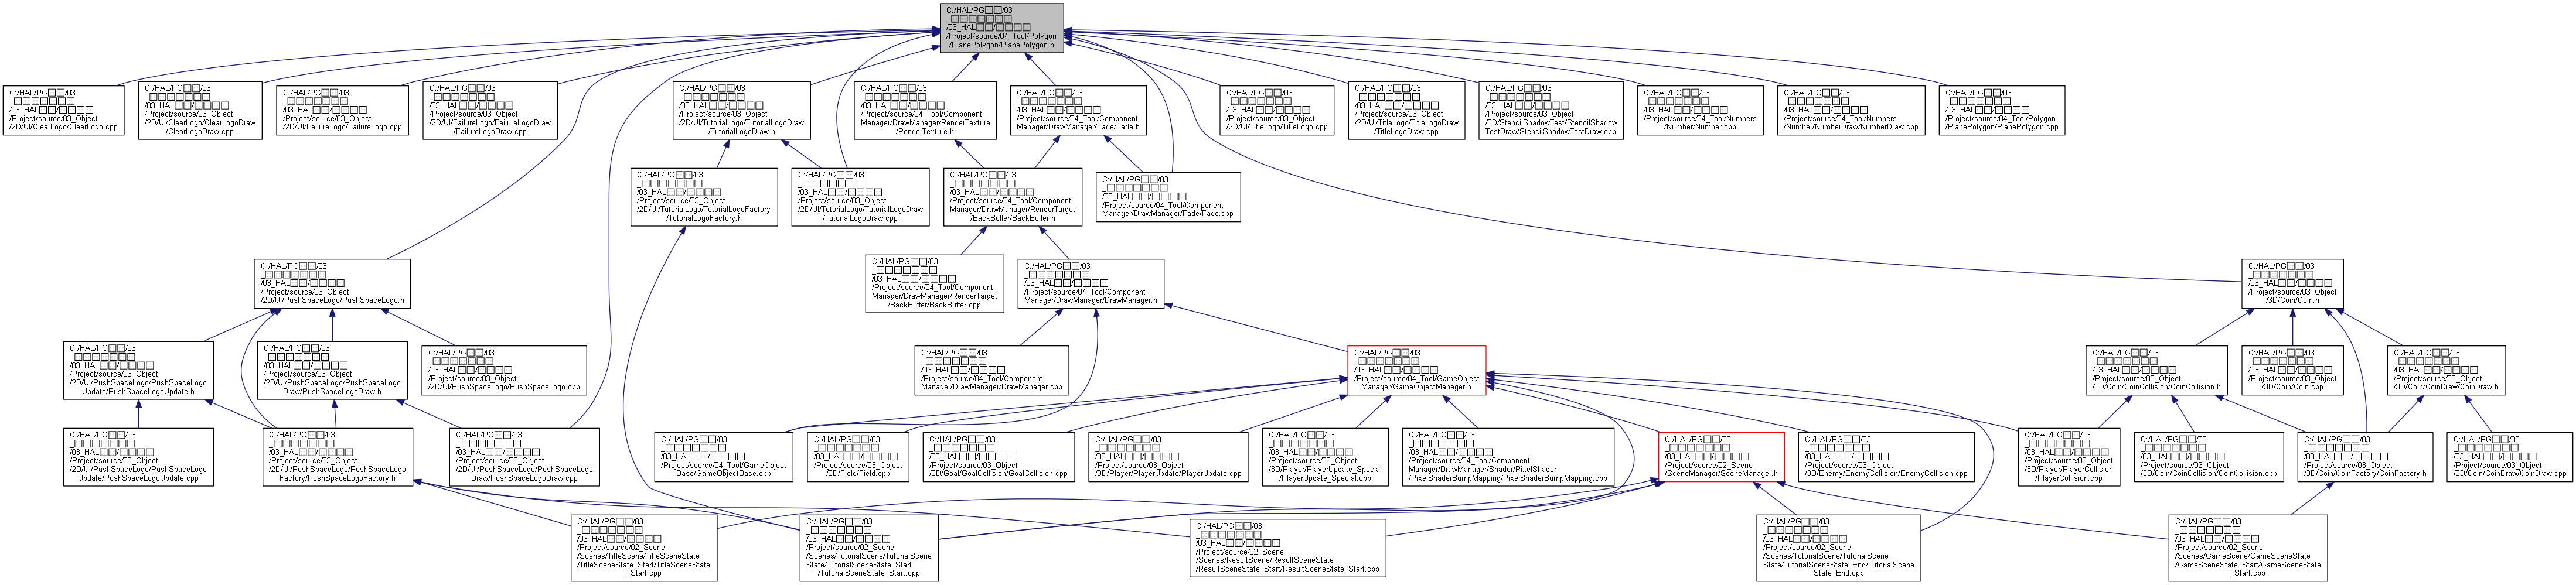 C:/HAL/PG□□/03
_□□□□□□□
/03_HAL□□/□□□□
/Project/source/04_Tool/Polygon
/PlanePolygon/PlanePolygon.h
C:/HAL/PG□□/03
_□□□□□□□
/03_HAL□□/□□□□
/Project/source/03_Object
/2D/UI/ClearLogo/ClearLogo.cpp
C:/HAL/PG□□/03
_□□□□□□□
/03_HAL□□/□□□□
/Project/source/03_Object
/2D/UI/ClearLogo/ClearLogoDraw
/ClearLogoDraw.cpp
C:/HAL/PG□□/03
_□□□□□□□
/03_HAL□□/□□□□
/Project/source/03_Object
/2D/UI/FailureLogo/FailureLogo.cpp
C:/HAL/PG□□/03
_□□□□□□□
/03_HAL□□/□□□□
/Project/source/03_Object
/2D/UI/FailureLogo/FailureLogoDraw
/FailureLogoDraw.cpp
C:/HAL/PG□□/03
_□□□□□□□
/03_HAL□□/□□□□
/Project/source/03_Object
/2D/UI/TutorialLogo/TutorialLogoDraw
/TutorialLogoDraw.h
C:/HAL/PG□□/03
_□□□□□□□
/03_HAL□□/□□□□
/Project/source/04_Tool/Component
Manager/DrawManager/RenderTexture
/RenderTexture.h
C:/HAL/PG□□/03
_□□□□□□□
/03_HAL□□/□□□□
/Project/source/04_Tool/Component
Manager/DrawManager/Fade/Fade.h
C:/HAL/PG□□/03
_□□□□□□□
/03_HAL□□/□□□□
/Project/source/03_Object
/2D/UI/TitleLogo/TitleLogo.cpp
C:/HAL/PG□□/03
_□□□□□□□
/03_HAL□□/□□□□
/Project/source/03_Object
/2D/UI/TitleLogo/TitleLogoDraw
/TitleLogoDraw.cpp
C:/HAL/PG□□/03
_□□□□□□□
/03_HAL□□/□□□□
/Project/source/03_Object
/3D/StencilShadowTest/StencilShadow
TestDraw/StencilShadowTestDraw.cpp
C:/HAL/PG□□/03
_□□□□□□□
/03_HAL□□/□□□□
/Project/source/04_Tool/Numbers
/Number/Number.cpp
C:/HAL/PG□□/03
_□□□□□□□
/03_HAL□□/□□□□
/Project/source/04_Tool/Numbers
/Number/NumberDraw/NumberDraw.cpp
C:/HAL/PG□□/03
_□□□□□□□
/03_HAL□□/□□□□
/Project/source/04_Tool/Polygon
/PlanePolygon/PlanePolygon.cpp
C:/HAL/PG□□/03
_□□□□□□□
/03_HAL□□/□□□□
/Project/source/03_Object
/2D/UI/TutorialLogo/TutorialLogoFactory
/TutorialLogoFactory.h
C:/HAL/PG□□/03
_□□□□□□□
/03_HAL□□/□□□□
/Project/source/03_Object
/2D/UI/TutorialLogo/TutorialLogoDraw
/TutorialLogoDraw.cpp
C:/HAL/PG□□/03
_□□□□□□□
/03_HAL□□/□□□□
/Project/source/04_Tool/Component
Manager/DrawManager/RenderTarget
/BackBuffer/BackBuffer.h
C:/HAL/PG□□/03
_□□□□□□□
/03_HAL□□/□□□□
/Project/source/04_Tool/Component
Manager/DrawManager/Fade/Fade.cpp
C:/HAL/PG□□/03
_□□□□□□□
/03_HAL□□/□□□□
/Project/source/03_Object
/2D/UI/PushSpaceLogo/PushSpaceLogo.h
C:/HAL/PG□□/03
_□□□□□□□
/03_HAL□□/□□□□
/Project/source/04_Tool/Component
Manager/DrawManager/RenderTarget
/BackBuffer/BackBuffer.cpp
C:/HAL/PG□□/03
_□□□□□□□
/03_HAL□□/□□□□
/Project/source/04_Tool/Component
Manager/DrawManager/DrawManager.h
C:/HAL/PG□□/03
_□□□□□□□
/03_HAL□□/□□□□
/Project/source/03_Object
/3D/Coin/Coin.h
C:/HAL/PG□□/03
_□□□□□□□
/03_HAL□□/□□□□
/Project/source/03_Object
/2D/UI/PushSpaceLogo/PushSpaceLogo
Update/PushSpaceLogoUpdate.h
C:/HAL/PG□□/03
_□□□□□□□
/03_HAL□□/□□□□
/Project/source/03_Object
/2D/UI/PushSpaceLogo/PushSpaceLogo
Draw/PushSpaceLogoDraw.h
C:/HAL/PG□□/03
_□□□□□□□
/03_HAL□□/□□□□
/Project/source/03_Object
/2D/UI/PushSpaceLogo/PushSpaceLogo.cpp
C:/HAL/PG□□/03
_□□□□□□□
/03_HAL□□/□□□□
/Project/source/04_Tool/Component
Manager/DrawManager/DrawManager.cpp
C:/HAL/PG□□/03
_□□□□□□□
/03_HAL□□/□□□□
/Project/source/04_Tool/GameObject
Manager/GameObjectManager.h
C:/HAL/PG□□/03
_□□□□□□□
/03_HAL□□/□□□□
/Project/source/03_Object
/3D/Coin/CoinCollision/CoinCollision.h
C:/HAL/PG□□/03
_□□□□□□□
/03_HAL□□/□□□□
/Project/source/03_Object
/3D/Coin/Coin.cpp
C:/HAL/PG□□/03
_□□□□□□□
/03_HAL□□/□□□□
/Project/source/03_Object
/3D/Coin/CoinDraw/CoinDraw.h
C:/HAL/PG□□/03
_□□□□□□□
/03_HAL□□/□□□□
/Project/source/03_Object
/2D/UI/PushSpaceLogo/PushSpaceLogo
Update/PushSpaceLogoUpdate.cpp
C:/HAL/PG□□/03
_□□□□□□□
/03_HAL□□/□□□□
/Project/source/03_Object
/2D/UI/PushSpaceLogo/PushSpaceLogo
Factory/PushSpaceLogoFactory.h
C:/HAL/PG□□/03
_□□□□□□□
/03_HAL□□/□□□□
/Project/source/03_Object
/2D/UI/PushSpaceLogo/PushSpaceLogo
Draw/PushSpaceLogoDraw.cpp
C:/HAL/PG□□/03
_□□□□□□□
/03_HAL□□/□□□□
/Project/source/04_Tool/GameObject
Base/GameObjectBase.cpp
C:/HAL/PG□□/03
_□□□□□□□
/03_HAL□□/□□□□
/Project/source/03_Object
/3D/Field/Field.cpp
C:/HAL/PG□□/03
_□□□□□□□
/03_HAL□□/□□□□
/Project/source/03_Object
/3D/Goal/GoalCollision/GoalCollision.cpp
C:/HAL/PG□□/03
_□□□□□□□
/03_HAL□□/□□□□
/Project/source/03_Object
/3D/Player/PlayerUpdate/PlayerUpdate.cpp
C:/HAL/PG□□/03
_□□□□□□□
/03_HAL□□/□□□□
/Project/source/03_Object
/3D/Player/PlayerUpdate_Special
/PlayerUpdate_Special.cpp
C:/HAL/PG□□/03
_□□□□□□□
/03_HAL□□/□□□□
/Project/source/04_Tool/Component
Manager/DrawManager/Shader/PixelShader
/PixelShaderBumpMapping/PixelShaderBumpMapping.cpp
C:/HAL/PG□□/03
_□□□□□□□
/03_HAL□□/□□□□
/Project/source/02_Scene
/SceneManager/SceneManager.h
C:/HAL/PG□□/03
_□□□□□□□
/03_HAL□□/□□□□
/Project/source/03_Object
/3D/Enemy/EnemyCollision/EnemyCollision.cpp
C:/HAL/PG□□/03
_□□□□□□□
/03_HAL□□/□□□□
/Project/source/03_Object
/3D/Player/PlayerCollision
/PlayerCollision.cpp
C:/HAL/PG□□/03
_□□□□□□□
/03_HAL□□/□□□□
/Project/source/03_Object
/3D/Coin/CoinCollision/CoinCollision.cpp
C:/HAL/PG□□/03
_□□□□□□□
/03_HAL□□/□□□□
/Project/source/03_Object
/3D/Coin/CoinFactory/CoinFactory.h
C:/HAL/PG□□/03
_□□□□□□□
/03_HAL□□/□□□□
/Project/source/03_Object
/3D/Coin/CoinDraw/CoinDraw.cpp
C:/HAL/PG□□/03
_□□□□□□□
/03_HAL□□/□□□□
/Project/source/02_Scene
/Scenes/TitleScene/TitleSceneState
/TitleSceneState_Start/TitleSceneState
_Start.cpp
C:/HAL/PG□□/03
_□□□□□□□
/03_HAL□□/□□□□
/Project/source/02_Scene
/Scenes/TutorialScene/TutorialScene
State/TutorialSceneState_Start
/TutorialSceneState_Start.cpp
C:/HAL/PG□□/03
_□□□□□□□
/03_HAL□□/□□□□
/Project/source/02_Scene
/Scenes/ResultScene/ResultSceneState
/ResultSceneState_Start/ResultSceneState_Start.cpp
C:/HAL/PG□□/03
_□□□□□□□
/03_HAL□□/□□□□
/Project/source/02_Scene
/Scenes/TutorialScene/TutorialScene
State/TutorialSceneState_End/TutorialScene
State_End.cpp
C:/HAL/PG□□/03
_□□□□□□□
/03_HAL□□/□□□□
/Project/source/02_Scene
/Scenes/GameScene/GameSceneState
/GameSceneState_Start/GameSceneState
_Start.cpp